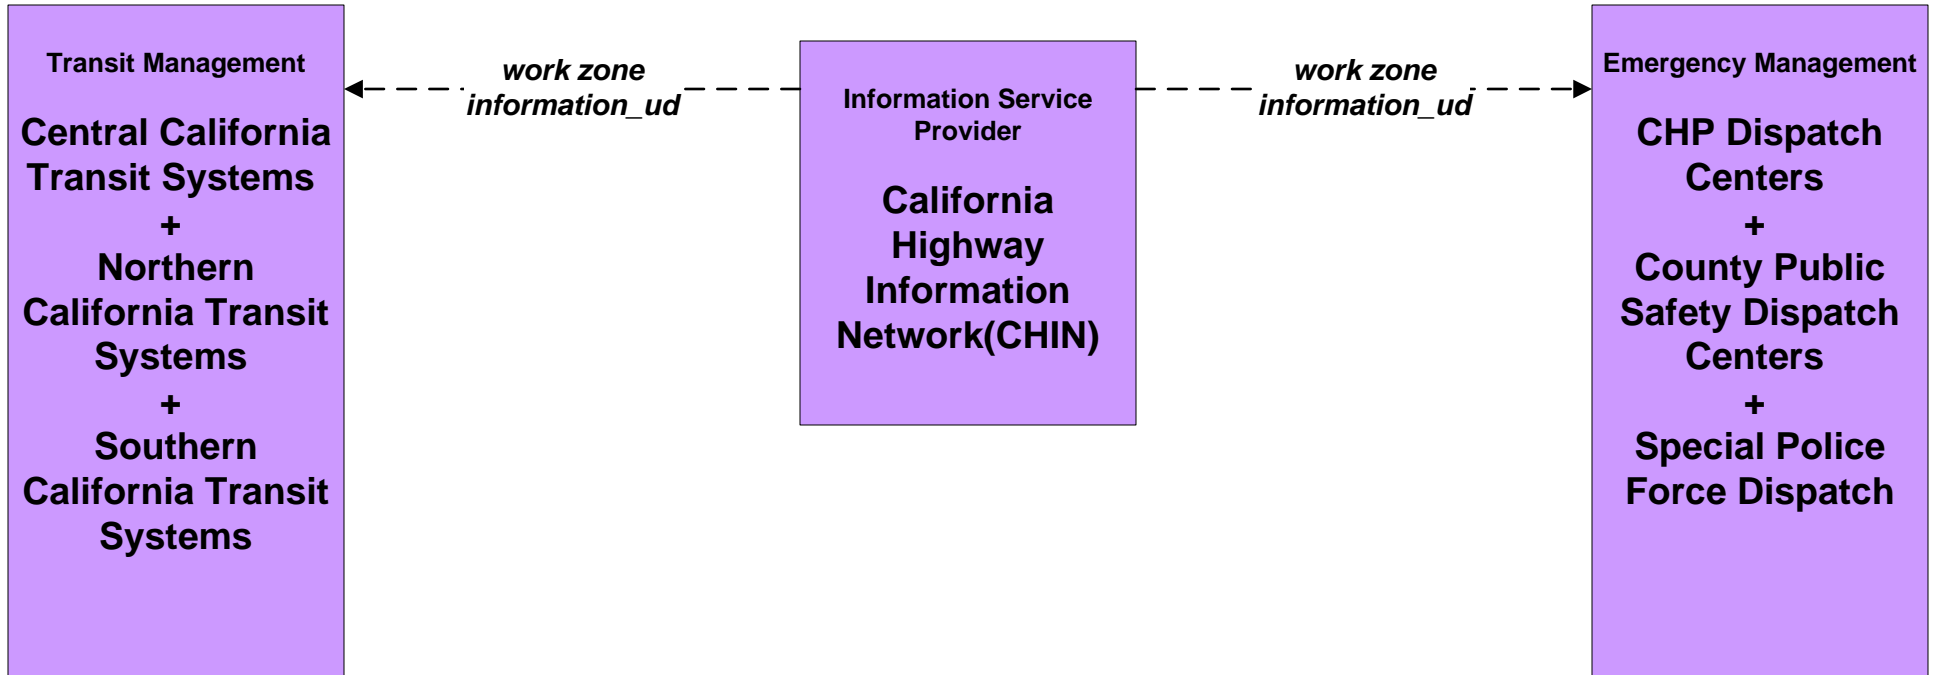 Transit Management
Central California
Transit Systems
+
Northern
California Transit
Systems
+
Southern
California Transit
Systems
work zone
information_ud
Information Service
Provider
California
Highway
Information
Network(CHIN)
work zone
information_ud
Emergency Management
CHP Dispatch
Centers
+
County Public
Safety Dispatch
Centers
+
Special Police
Force Dispatch